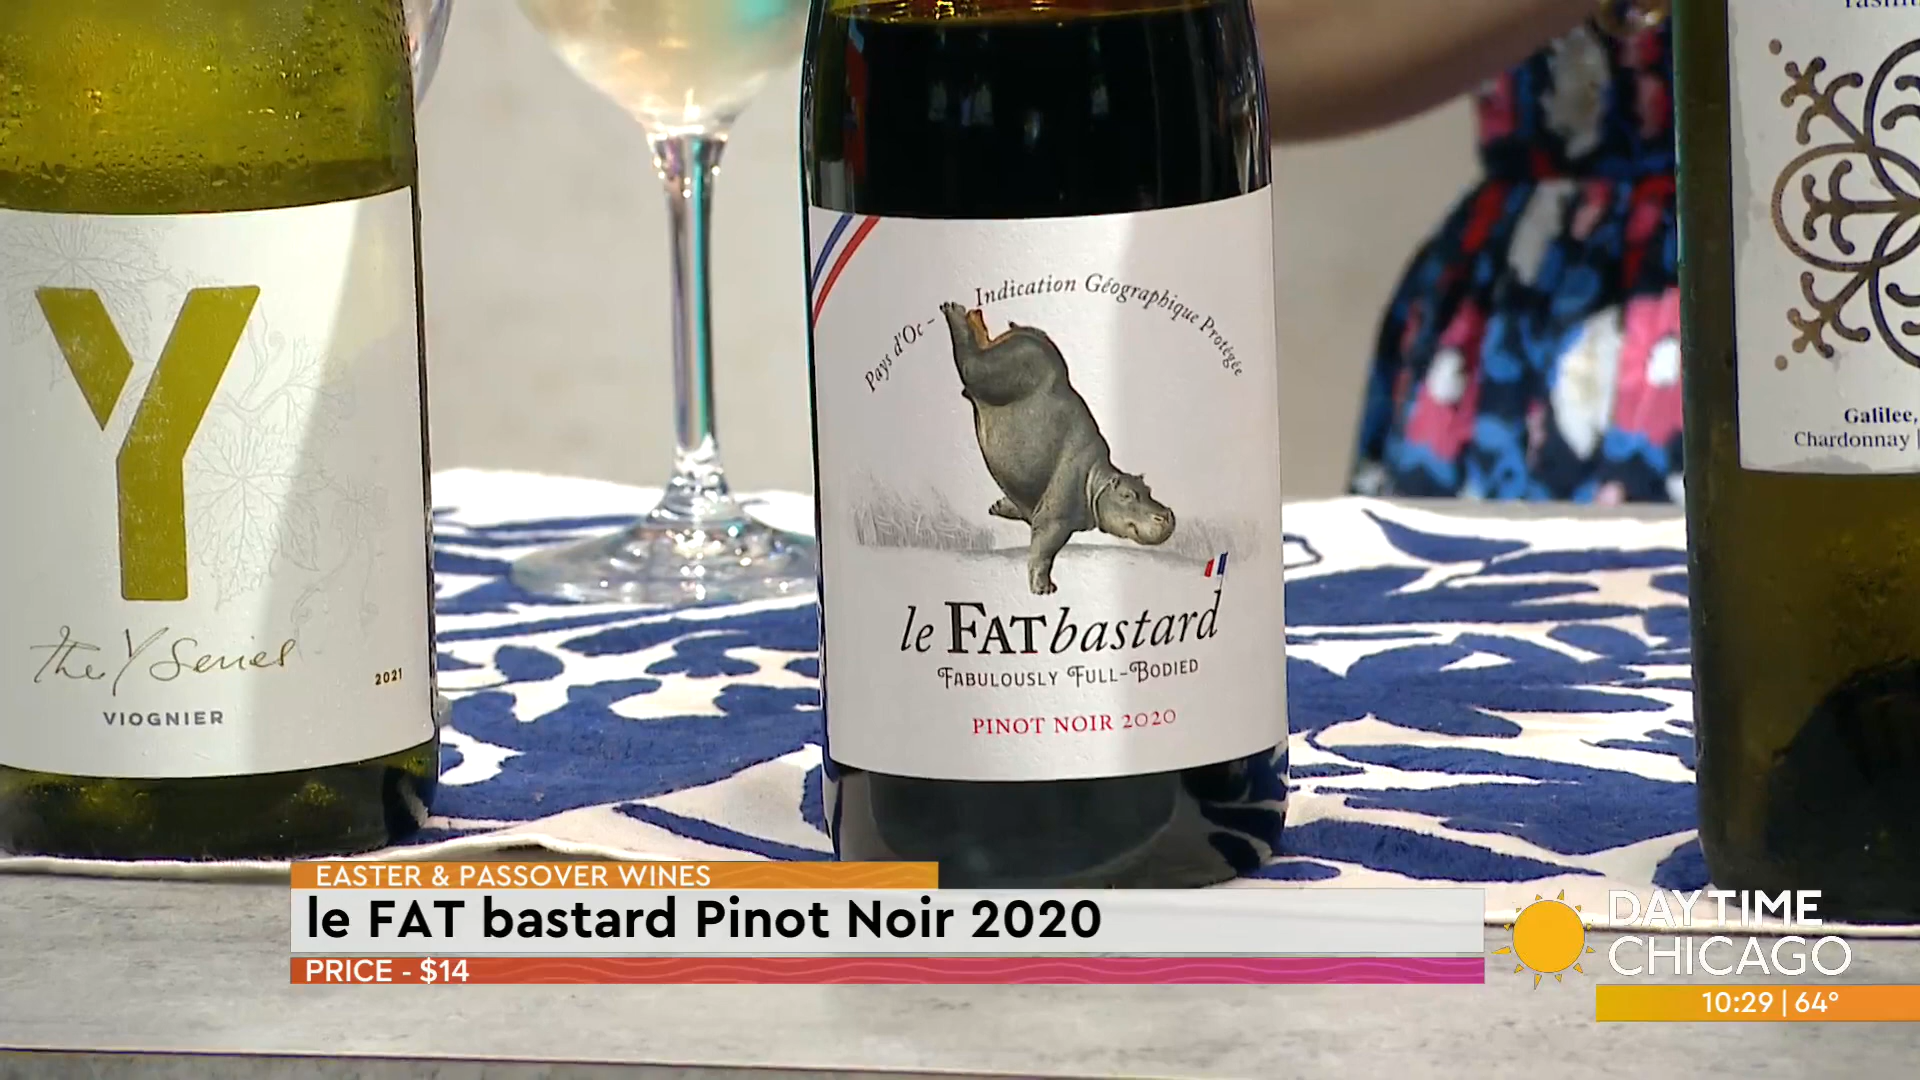 the Y Series
2021
VIOGNIER
Pays d'Oc - Indication Géographique Protégée
le FAT bastard
FABULOUSLY FULL-BODIED
PINOT NOIR 2020
Galilee,
Chardonnay |
EASTER & PASSOVER WINES
le FAT bastard Pinot Noir 2020
PRICE - $14
DAYTIME
CHICAGO
10:29 | 64°